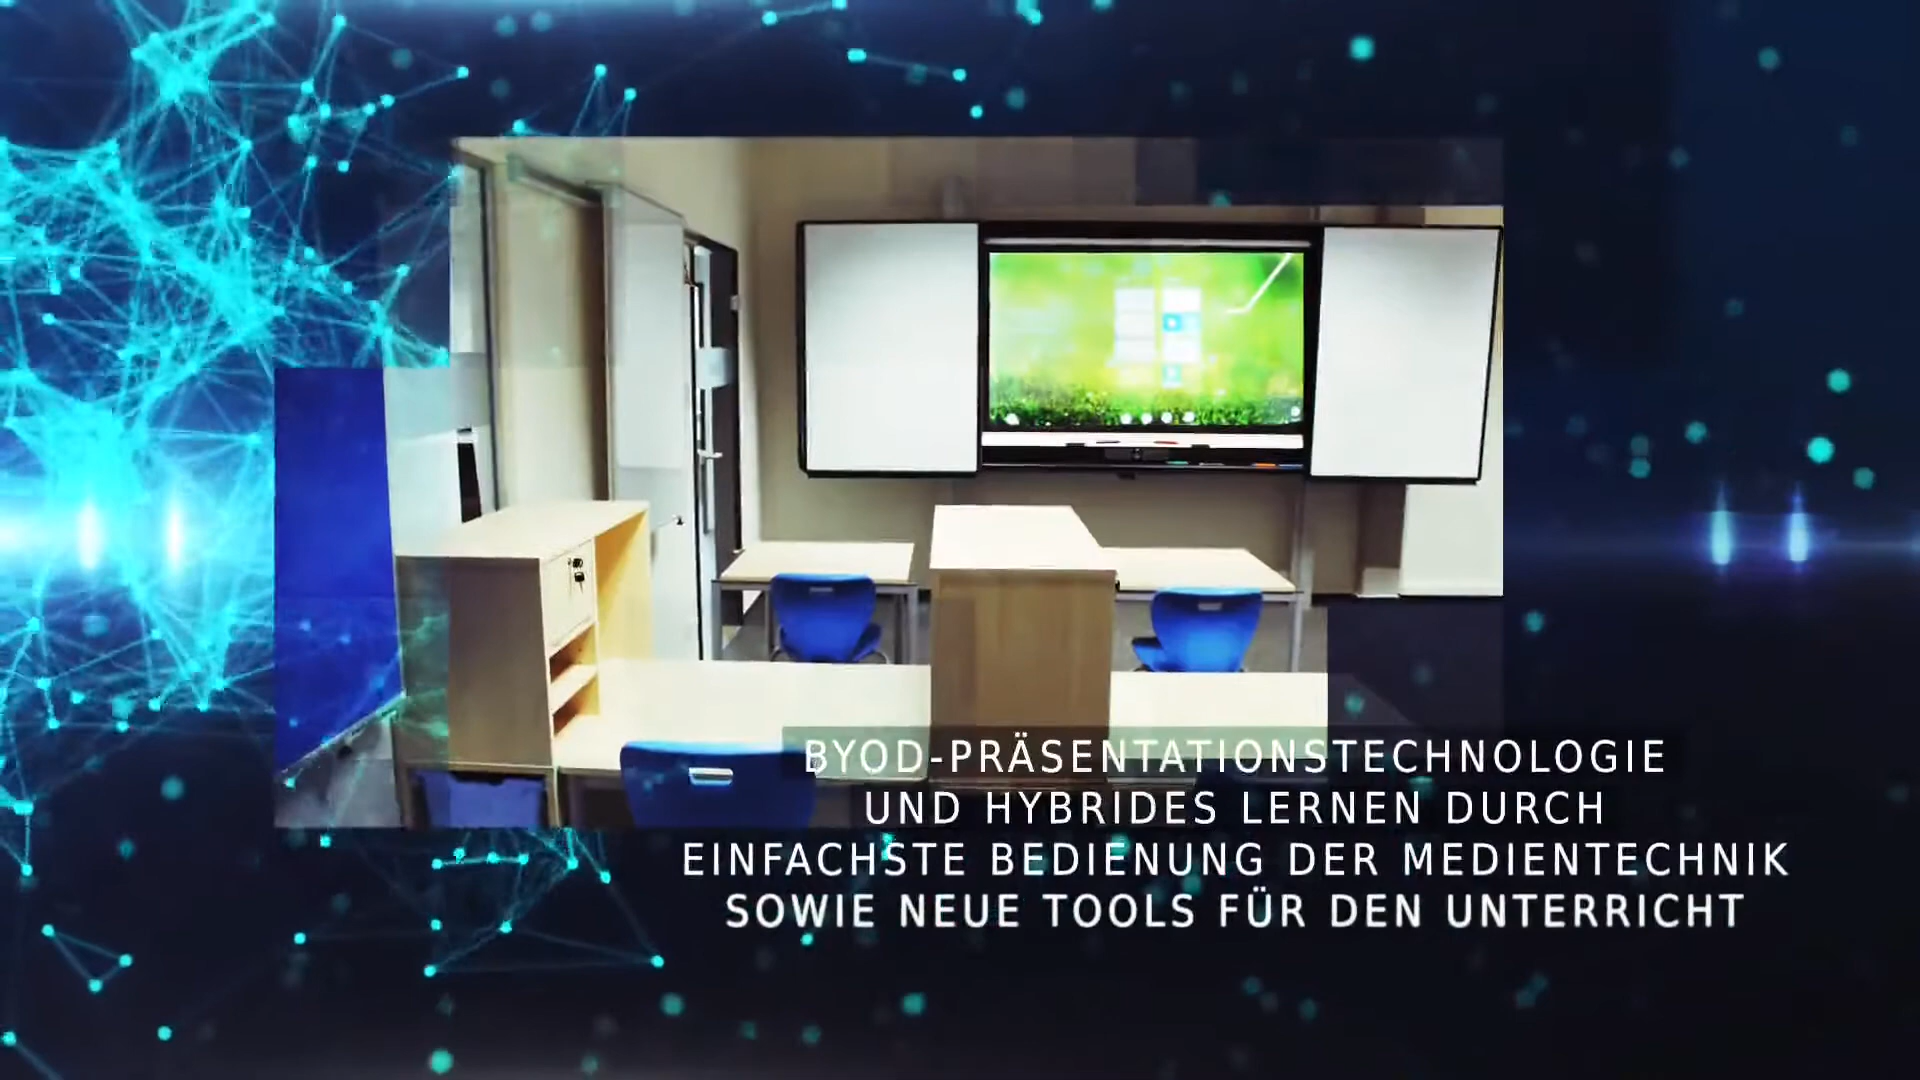 BYOD-PRÄSENTATIONSTECHNOLOGIE
UND HYBRIDES LERNEN DURCH
EINFACHSTE BEDIENUNG DER MEDIENTECHNIK
SOWIE NEUE TOOLS FÜR DEN UNTERRICHT